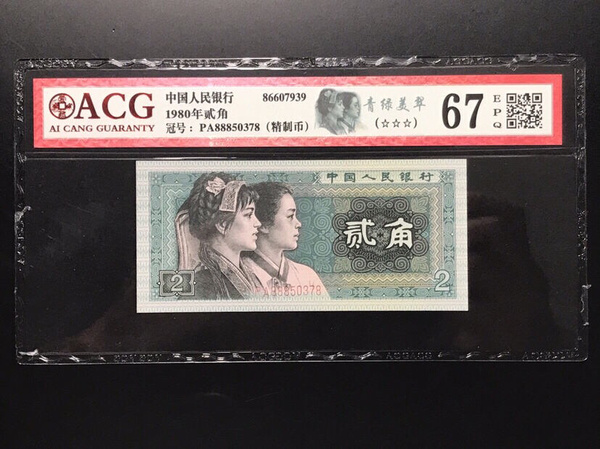 ACG
AI CANG GUARANTY
中国人民银行 86607939
1980年贰角
冠号：PA88850378（精制币）
青绿美翠
(☆☆☆)
67
EPQ
中国人民银行
贰角
2
2
PA88850378